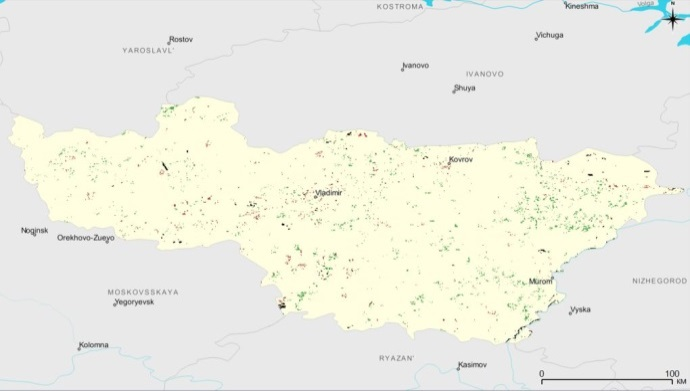 KOSTROMA
Kineshma
Volga
N
Vichuga
Rostov
YAROSLAVL'
Ivanovo
IVANOVO
Shuya
Kovrov
Vladimir
Noginsk
Orekhovo-Zuevo
Murom
NIZHEGOROD
MOSKOVSSKAYA
Yegoryevsk
Vyska
Kolomna
RYAZAN'
Kasimov
0 100
KM